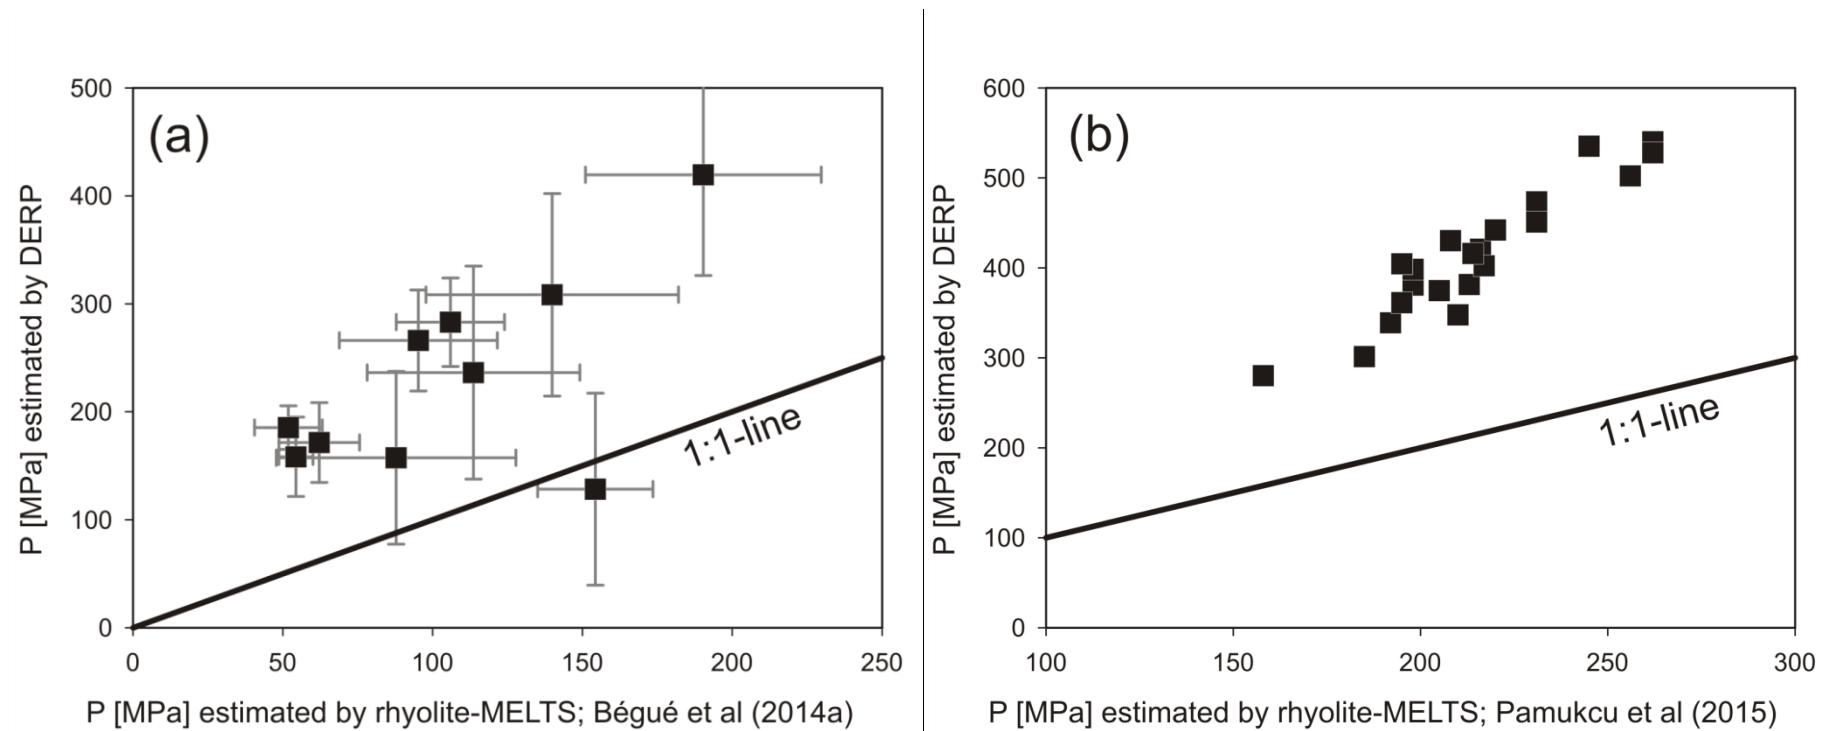 (a)
P [MPa] estimated by DERP
500
400
300
200
100
0
1:1-line
0 50 100 150 200 250
P [MPa] estimated by rhyolite-MELTS; Bégué et al (2014a)
(b)
P [MPa] estimated by DERP
600
500
400
300
200
100
0
1:1-line
100 150 200 250 300
P [MPa] estimated by rhyolite-MELTS; Pamukcu et al (2015)